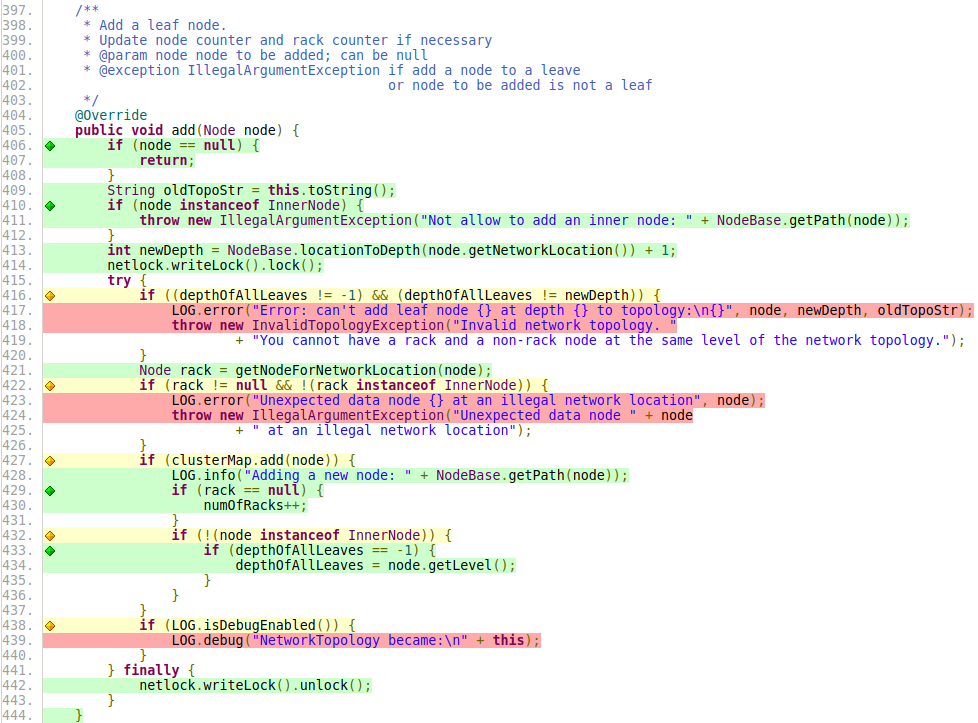 397. /**
398. * Add a leaf node.
399. * Update node counter and rack counter if necessary
400. * @param node node to be added; can be null
401. * @exception IllegalArgumentException if add a node to a leave
402. or node to be added is not a leaf
403. */
404. @Override
405. public void add(Node node) {
406. if (node == null) {
407. return;
408. }
409. String oldTopoStr = this.toString();
410. if (node instanceof InnerNode) {
411. throw new IllegalArgumentException("Not allow to add an inner node: " + NodeBase.getPath(node));
412. }
413. int newDepth = NodeBase.locationToDepth(node.getNetworkLocation()) + 1;
414. netlock.writeLock().lock();
415. try {
416. if ((depthOfAllLeaves != -1) && (depthOfAllLeaves != newDepth)) {
417. LOG.error("Error: can't add leaf node {} at depth {} to topology:\n{}", node, newDepth, oldTopoStr);
418. throw new InvalidTopologyException("Invalid network topology. "
419. + "You cannot have a rack and a non-rack node at the same level of the network topology.");
420. }
421. Node rack = getNodeForNetworkLocation(node);
422. if (rack != null && !(rack instanceof InnerNode)) {
423. LOG.error("Unexpected data node {} at an illegal network location", node);
424. throw new IllegalArgumentException("Unexpected data node " + node
425. + " at an illegal network location");
426. }
427. if (clusterMap.add(node)) {
428. LOG.info("Adding a new node: " + NodeBase.getPath(node));
429. if (rack == null) {
430. numOfRacks++;
431. }
432. if (!(node instanceof InnerNode)) {
433. if (depthOfAllLeaves == -1) {
434. depthOfAllLeaves = node.getLevel();
435. }
436. }
437. }
438. if (LOG.isDebugEnabled()) {
439. LOG.debug("NetworkTopology became:\n" + this);
440. }
441. } finally {
442. netlock.writeLock().unlock();
443. }
444. }